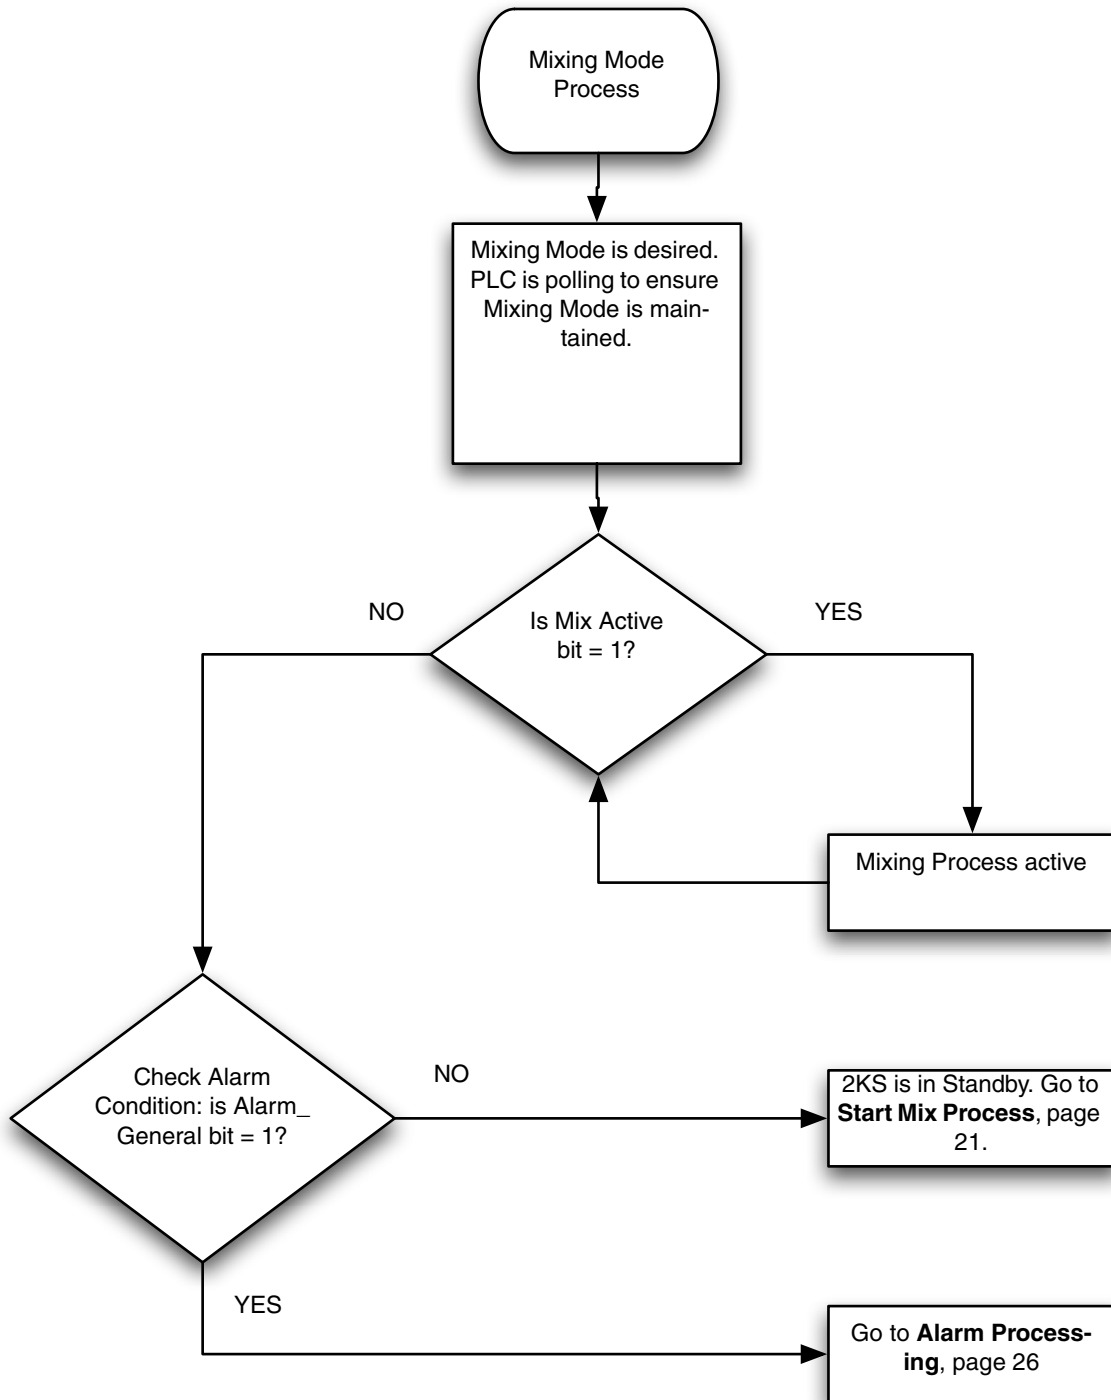 Mixing Mode
Process
Mixing Mode is desired.
PLC is polling to ensure
Mixing Mode is main-
tained.
NO
Is Mix Active
bit = 1?
YES
Mixing Process active
Check Alarm
Condition: is Alarm_
General bit = 1?
NO
2KS is in Standby. Go to
Start Mix Process, page
21.
YES
Go to Alarm Process-
ing, page 26